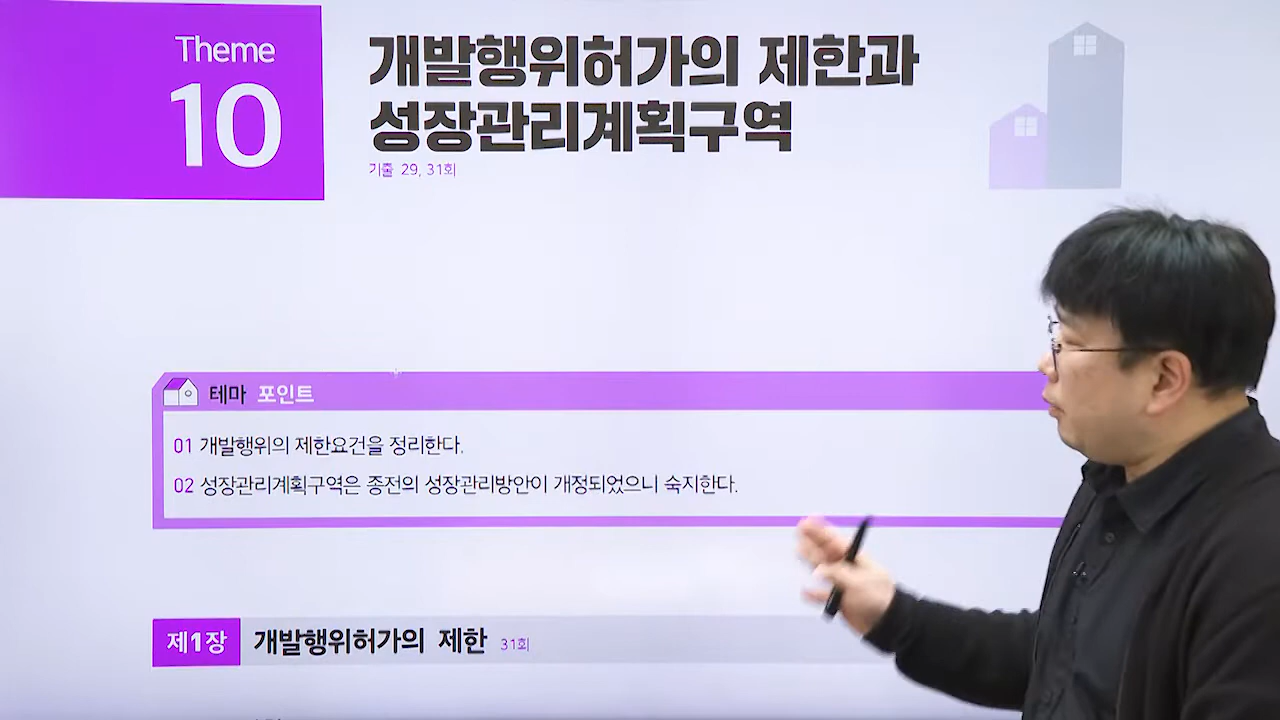 Theme
10
개발행위허가의 제한과
성장관리계획구역
기출 29, 31회
테마 포인트
01 개발행위의 제한요건을 정리한다.
02 성장관리계획구역은 종전의 성장관리방안이 개정되었으니 숙지한다.
제1장 개발행위허가의 제한 31회